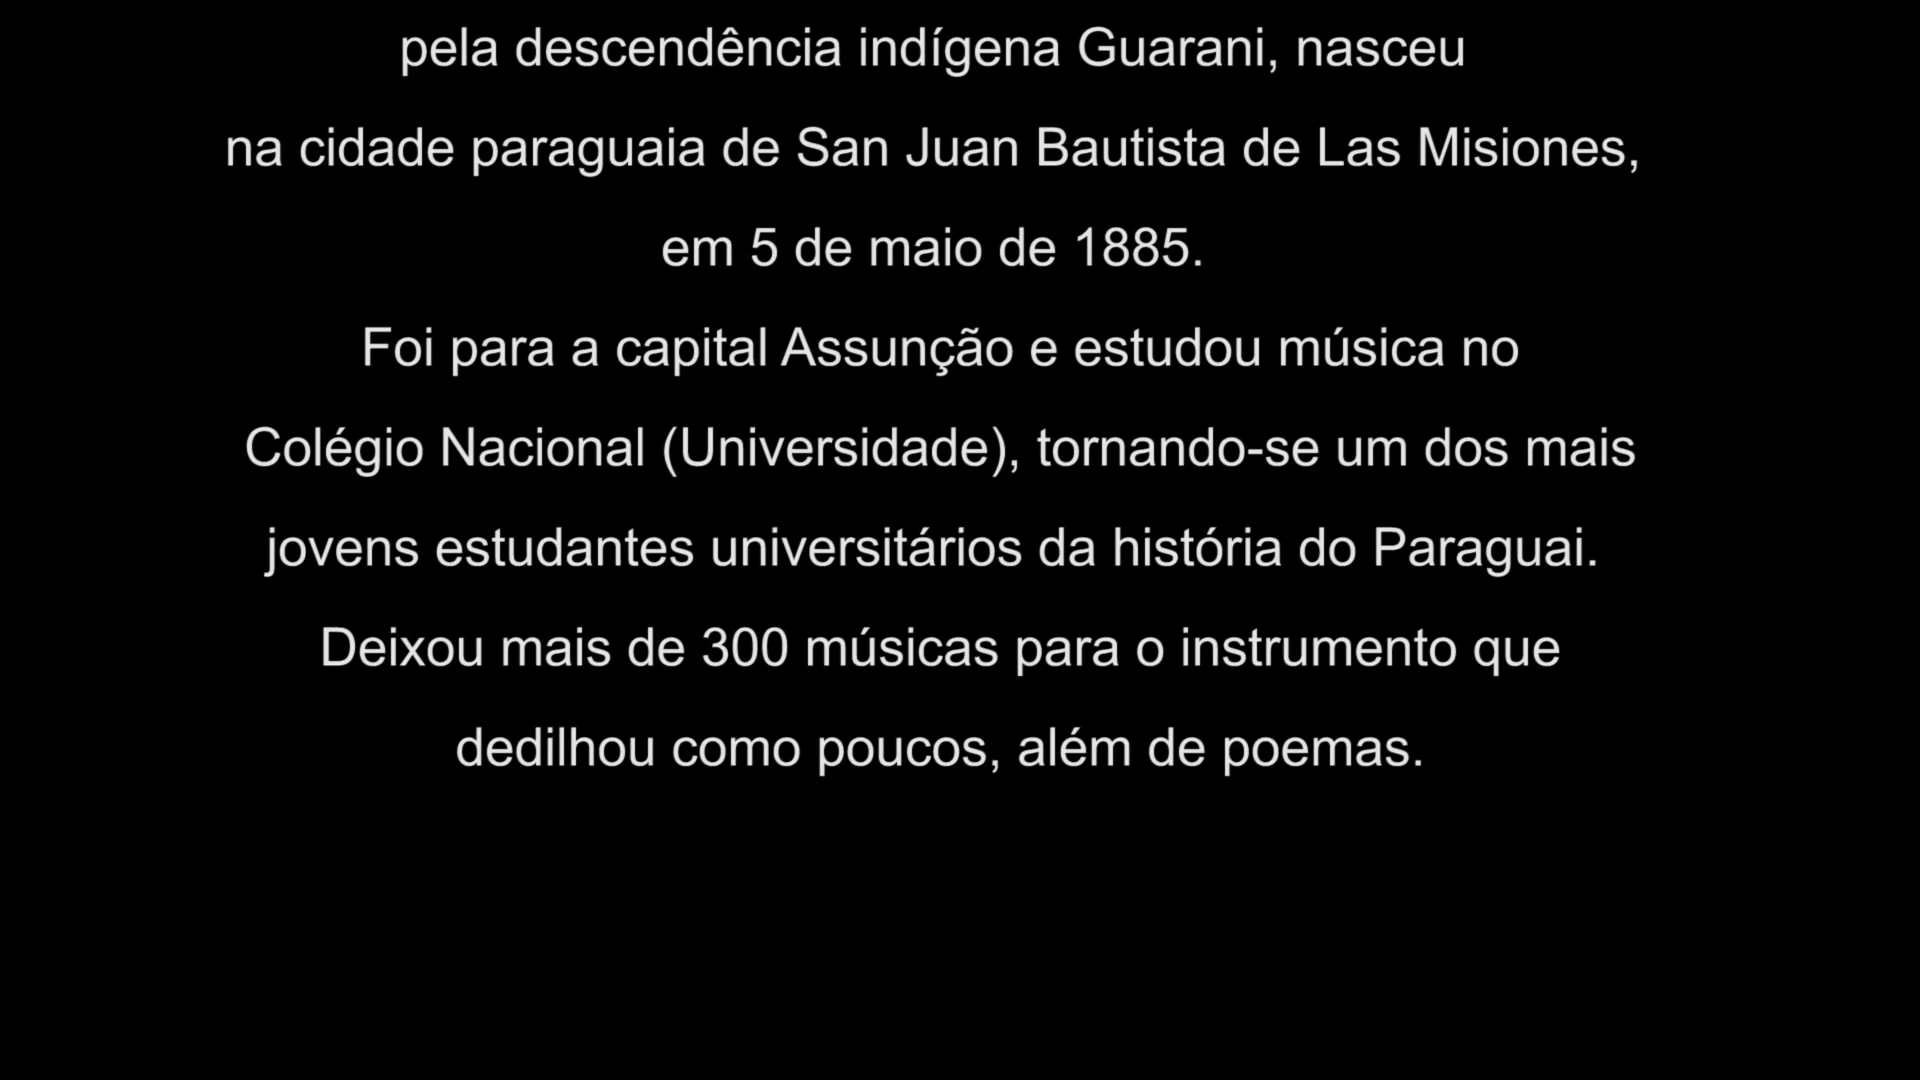 pela descendência indígena Guarani, nasceu
na cidade paraguaia de San Juan Bautista de Las Misiones,
em 5 de maio de 1885.
Foi para a capital Assunção e estudou música no
Colégio Nacional (Universidade), tornando-se um dos mais
jovens estudantes universitários da história do Paraguai.
Deixou mais de 300 músicas para o instrumento que
dedilhou como poucos, além de poemas.